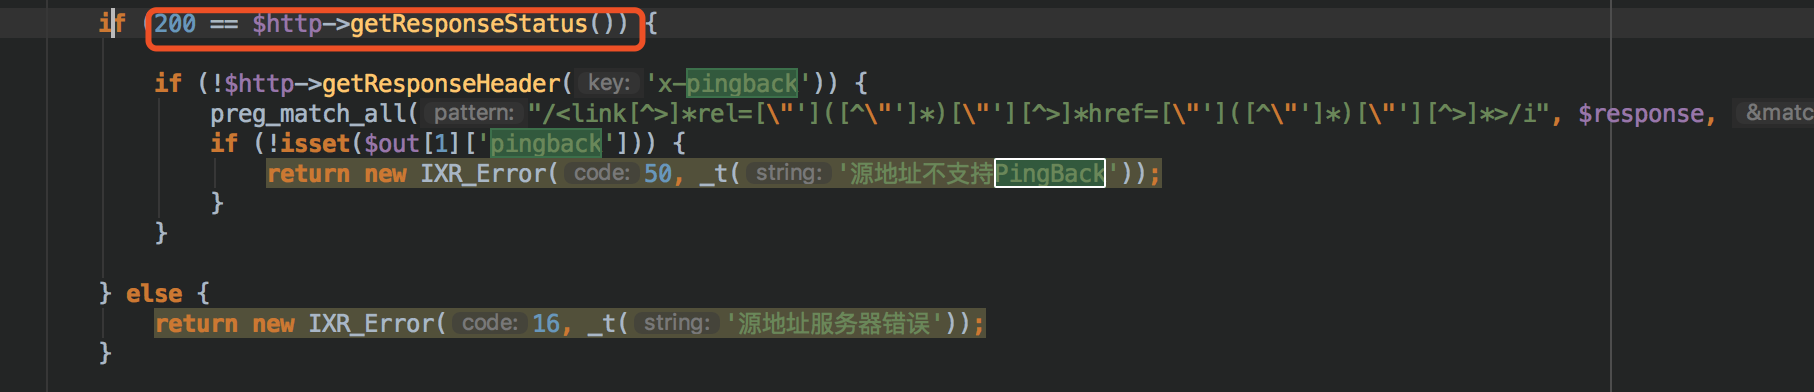 if (200 == $http->getResponseStatus()) {
if (!$http->getResponseHeader( key: 'x-pingback')) {
preg_match_all( pattern: "/<link[^>]*rel=[\"']([^\"']*)[\"'][^>]*href=[\"']([^\"']*)[\"'][^>]*>/i", $response, &matc
if (!isset($out[1]['pingback'])) {
return new IXR_Error( code: 50, _t( string: '源地址不支持PingBack'));
}
}
} else {
return new IXR_Error( code: 16, _t( string: '源地址服务器错误'));
}